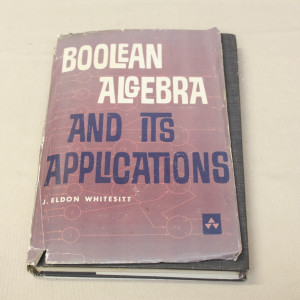 BOOLEAN
ALGEBRA
AND ITS
APPLICATIONS
J. ELDON WHITESITT